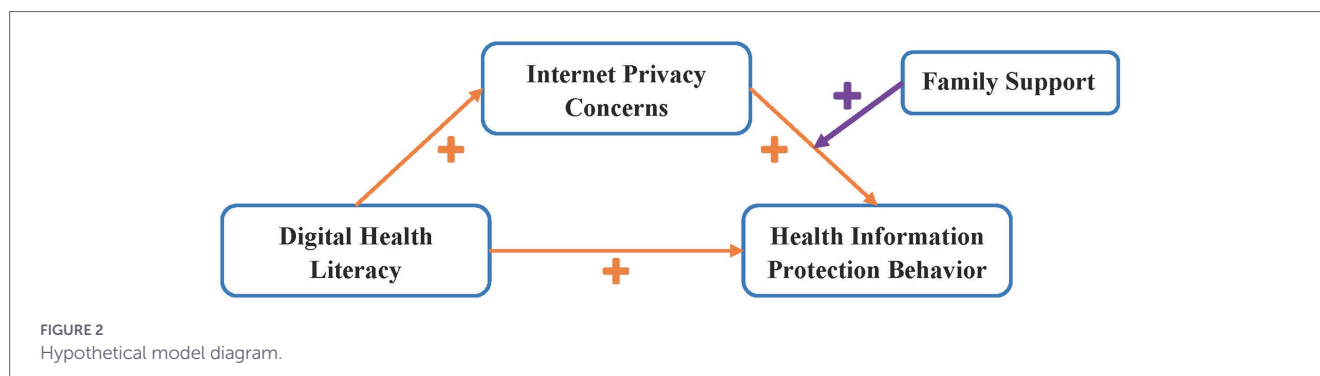 Internet Privacy
Concerns
Family Support
+
+
+
Digital Health
Literacy
+
Health Information
Protection Behavior
FIGURE 2
Hypothetical model diagram.